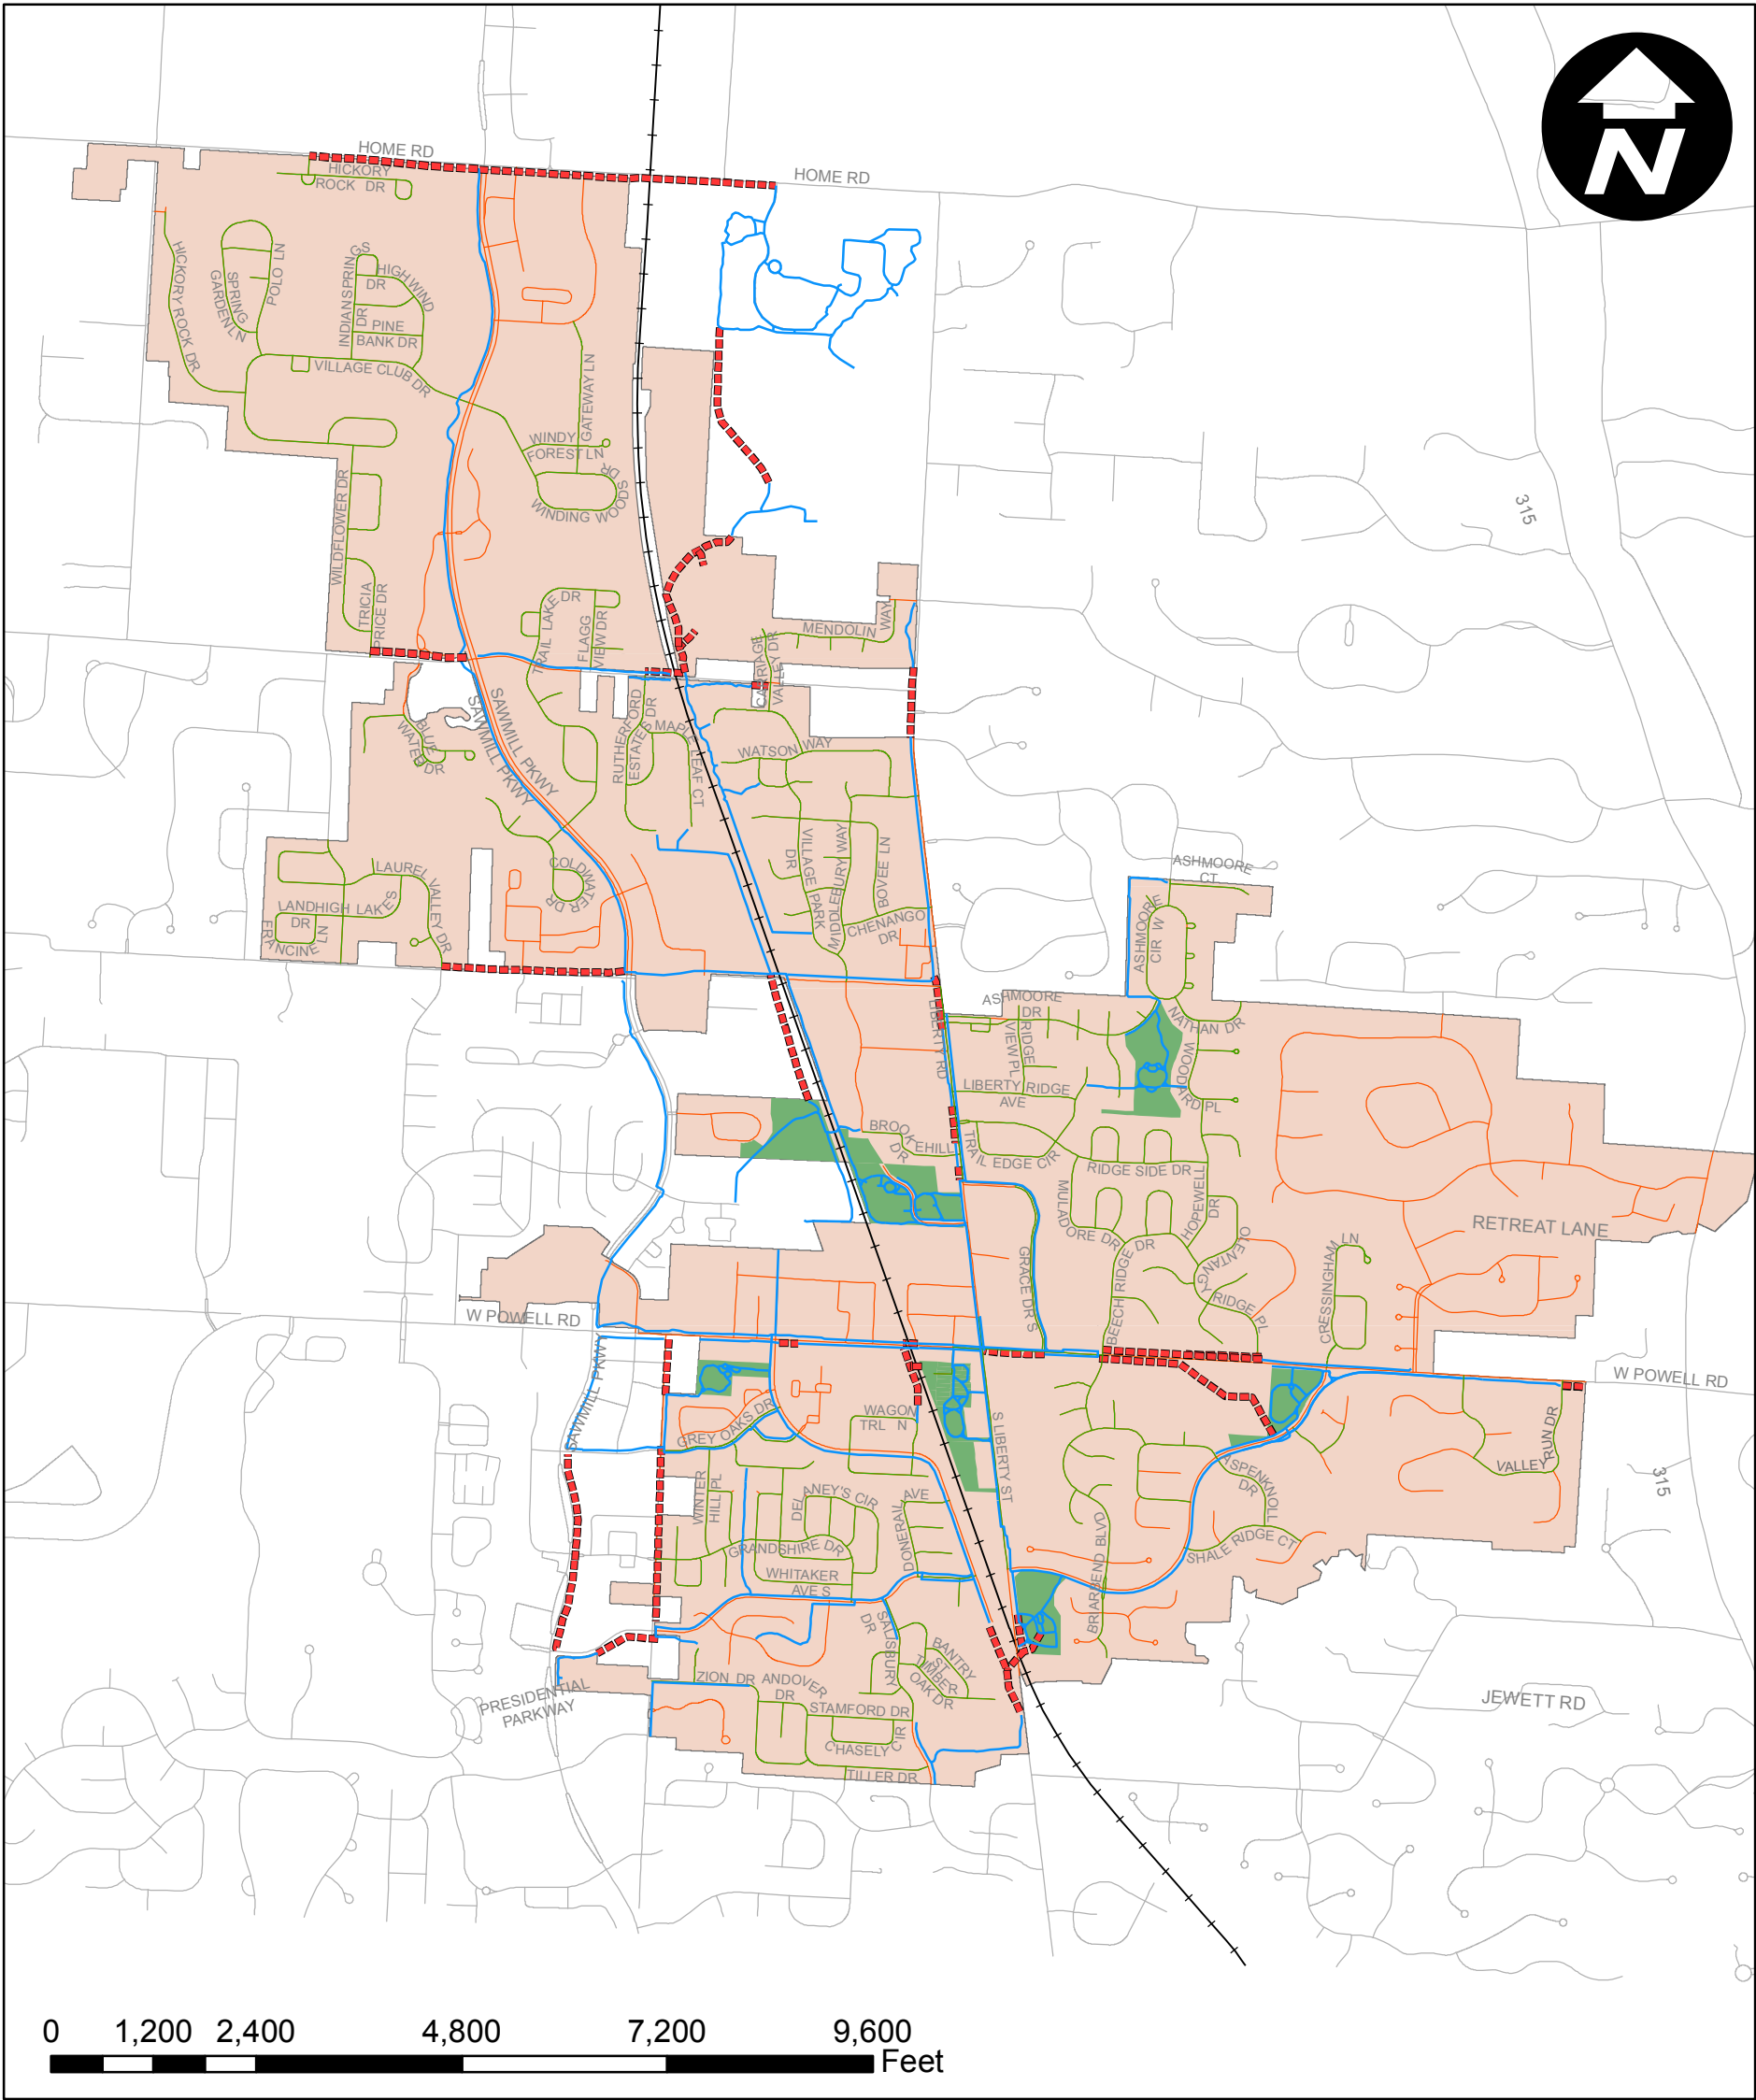 N
HOME RD
HOME RD
HICKORY
ROCK DR
HICKORY ROCK DR
SPRING
GARDEN LN
POLO LN
INDIAN SPRINGS
DR
HIGH WIND
DR
PINE
BANK DR
VILLAGE CLUB DR
GATEWAY LN
WINDY
FOREST LN
WINDING WOODS DR
WILDFLOWER DR
TRICIA
PRICE DR
TRAIL LAKE DR
FLAGG
VIEW DR
315
MENDOLIN
WAY
CARRIAGE
VALLEY DR
SAWMILL PKWY
SAWMILL PKWY
BLUE
WATER DR
RUTHERFORD
ESTATES DR
MAPLE LEAF CT
WATSON WAY
VILLAGE PARK
DR
MIDDLEBURY WAY
BOVEE LN
CHENANGO
DR
COLDWATER DR
LAUREL VALLEY DR
LANDHIGH LAKES
DR
FRANCINE LN
ASHMOORE
CT
ASHMOORE
CIR W
ASHMOORE
DR
NATHAN DR
RIDGE
VIEW PL
WOODARD PL
LIBERTY RD
LIBERTY RIDGE
AVE
BROOKEHILL
DR
TRAIL EDGE CIR
RIDGE SIDE DR
MULADORE DR
HOPEWELL
DR
OLENTANGY RIDGE PL
BEECH RIDGE DR
GRACE DR S
CRESSINGHAM LN
RETREAT LANE
W POWELL RD
W POWELL RD
SAWMILL PKWY
GREY OAKS DR
WAGON
TRL N
S LIBERTY ST
WINTER
HILL PL
DELANEY'S CIR
DONERAIL AVE
GRANDSHIRE DR
WHITAKER
AVE S
ASPENKNOLL
DR
SHALE RIDGE CT
VALLEY RUN DR
315
BRIARBEND BLVD
SALISBURY
DR
BANTRY
ST
TIMBER
OAK DR
ZION DR
ANDOVER
DR
STAMFORD DR
CHASELY CIR
TILLER DR
PRESIDENTIAL
PARKWAY
JEWETT RD
0 1,200 2,400 4,800 7,200 9,600
Feet